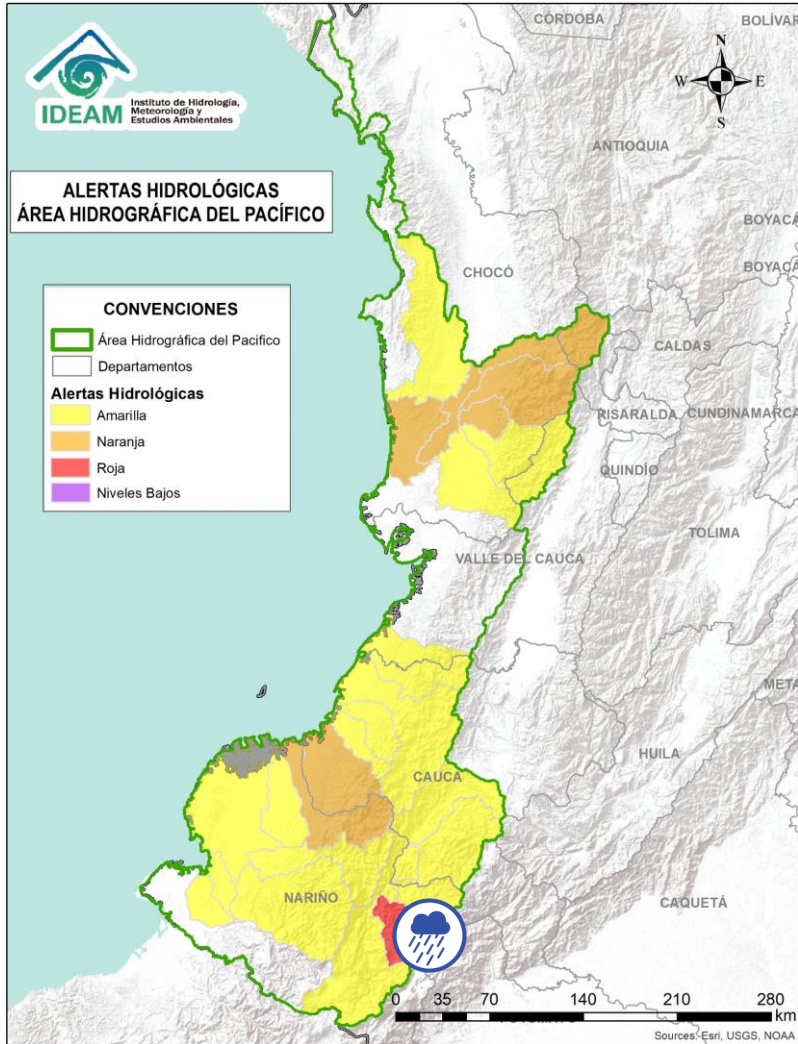 IDEAM
Instituto de Hidrología,
Meteorología y
Estudios Ambientales
ALERTAS HIDROLÓGICAS
ÁREA HIDROGRÁFICA DEL PACÍFICO
CONVENCIONES
Área Hidrográfica del Pacifico
Departamentos
Alertas Hidrológicas
Amarilla
Naranja
Roja
Niveles Bajos
CÓRDOBA
BOLÍVAR
N
W E
S
ANTIOQUIA
BOYACÁ
CHOCÓ
BOYACÁ
CALDAS
RISARALDA
CUNDINAMARCA
QUINDÍO
TOLIMA
VALLE DEL CAUCA
META
HUILA
CAUCA
NARIÑO
CAQUETÁ
0 35 70 140 210 280
km
Sources: Esri, USGS, NOAA